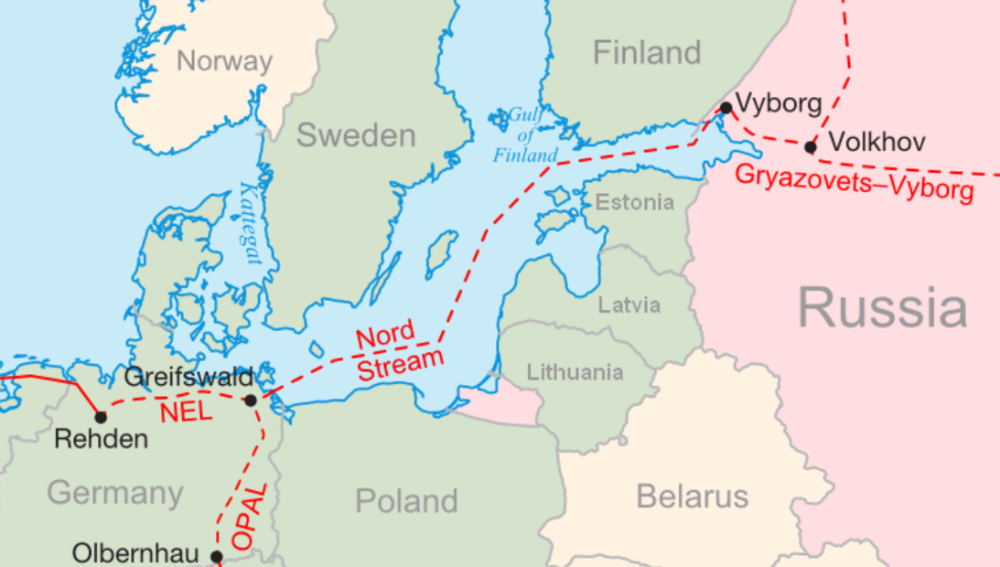 Norway
Finland
Sweden
Gulf
of
Finland
Vyborg
Volkhov
Gryazovets–Vyborg
Kattegat
Estonia
Russia
Latvia
Nord
Stream
Lithuania
Greifswald
NEL
Rehden
Germany
OPAL
Poland
Belarus
Olbernhau